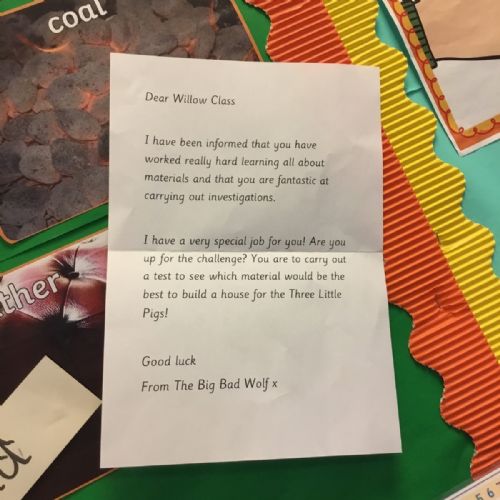 coal
Dear Willow Class
I have been informed that you have
worked really hard learning all about
materials and that you are fantastic at
carrying out investigations.
I have a very special job for you! Are you
up for the challenge? You are to carry out
a test to see which material would be the
best to build a house for the Three Little
Pigs!
Good luck
From The Big Bad Wolf x
ther